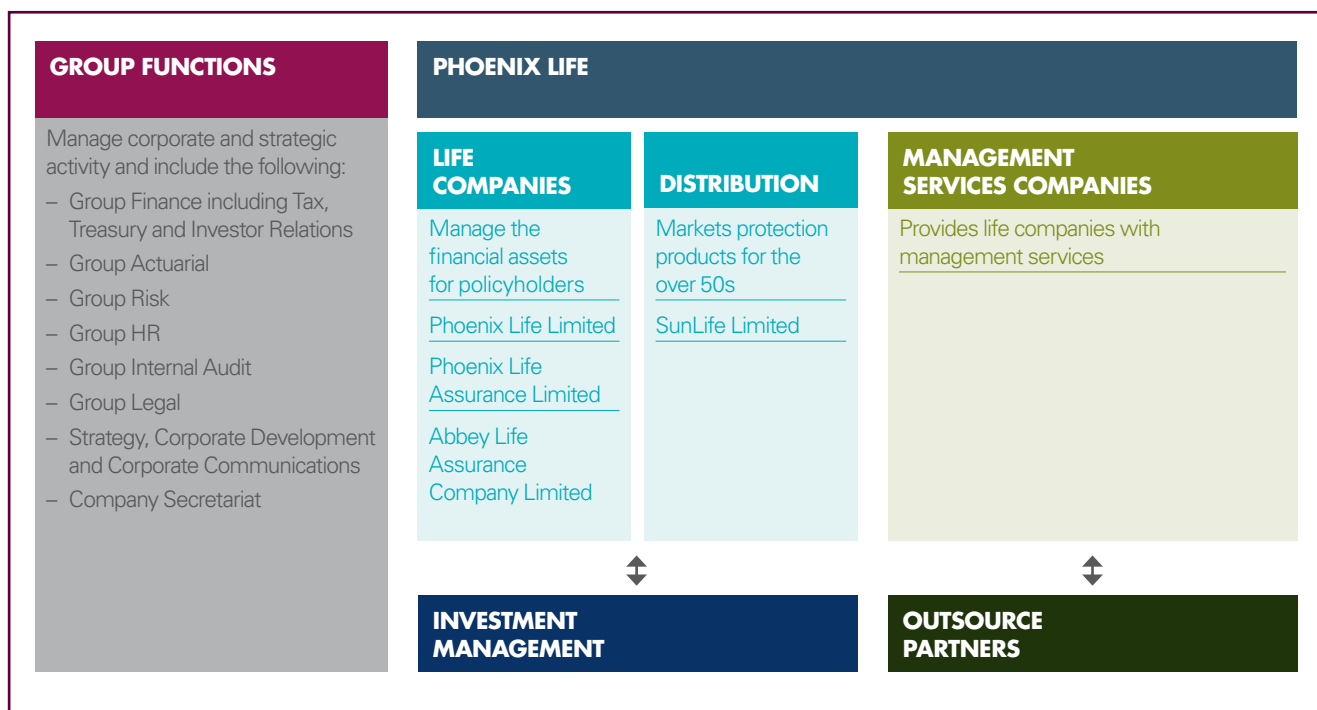 GROUP FUNCTIONS
Manage corporate and strategic
activity and include the following:
– Group Finance including Tax,
Treasury and Investor Relations
– Group Actuarial
– Group Risk
– Group HR
– Group Internal Audit
– Group Legal
– Strategy, Corporate Development
and Corporate Communications
– Company Secretariat
PHOENIX LIFE
LIFE
COMPANIES
Manage the
financial assets
for policyholders
Phoenix Life Limited
Phoenix Life
Assurance Limited
Abbey Life
Assurance
Company Limited
DISTRIBUTION
Markets protection
products for the
over 50s
SunLife Limited
MANAGEMENT
SERVICES COMPANIES
Provides life companies with
management services
INVESTMENT
MANAGEMENT
OUTSOURCE
PARTNERS